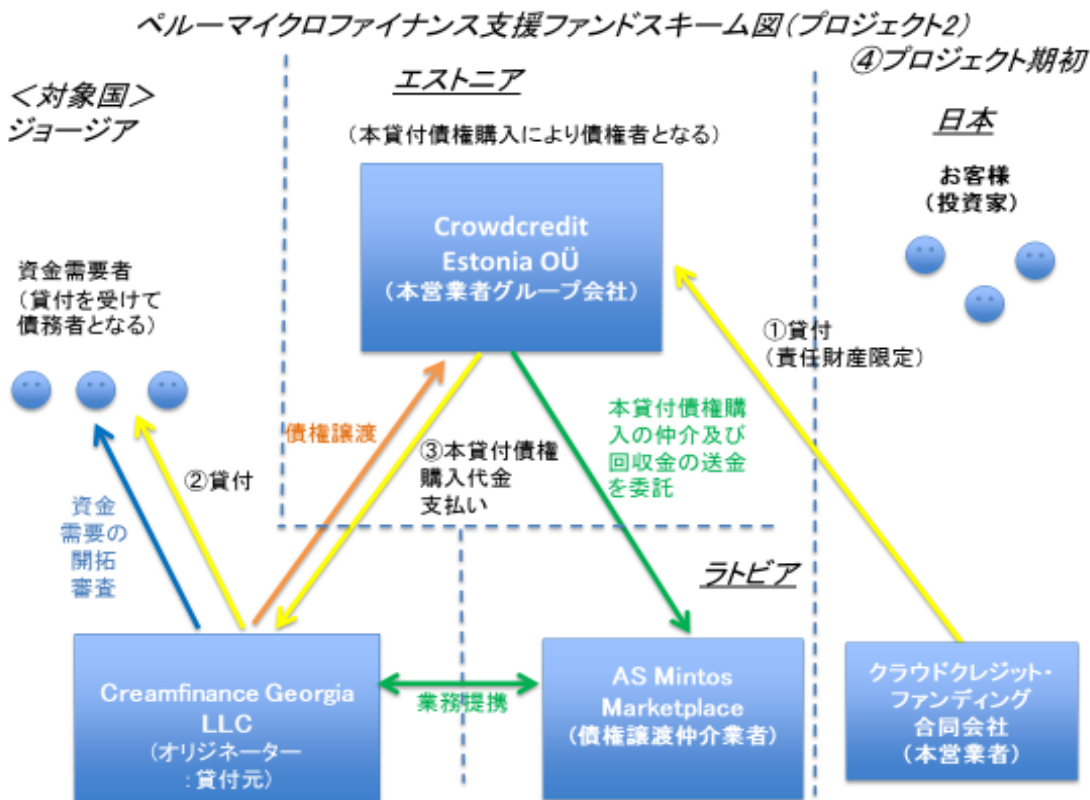 ペルーマイクロファイナンス支援ファンドスキーム図(プロジェクト2)
④プロジェクト期初
<対象国>
ジョージア
エストニア
日本
(本貸付債権購入により債権者となる)
お客様
(投資家)
Crowdcredit
Estonia OÜ
(本営業者グループ会社)
資金需要者
(貸付を受けて
債務者となる)
①貸付
(責任財産限定)
債権譲渡
③本貸付債権
購入代金
支払い
本貸付債権購
入の仲介及び
回収金の送金
を委託
②貸付
資金
需要の
開拓
審査
ラトビア
Creamfinance Georgia
LLC
(オリジネーター
:貸付元)
業務提携
AS Mintos
Marketplace
(債権譲渡仲介業者)
クラウドクレジット・
ファンディング
合同会社
(本営業者)